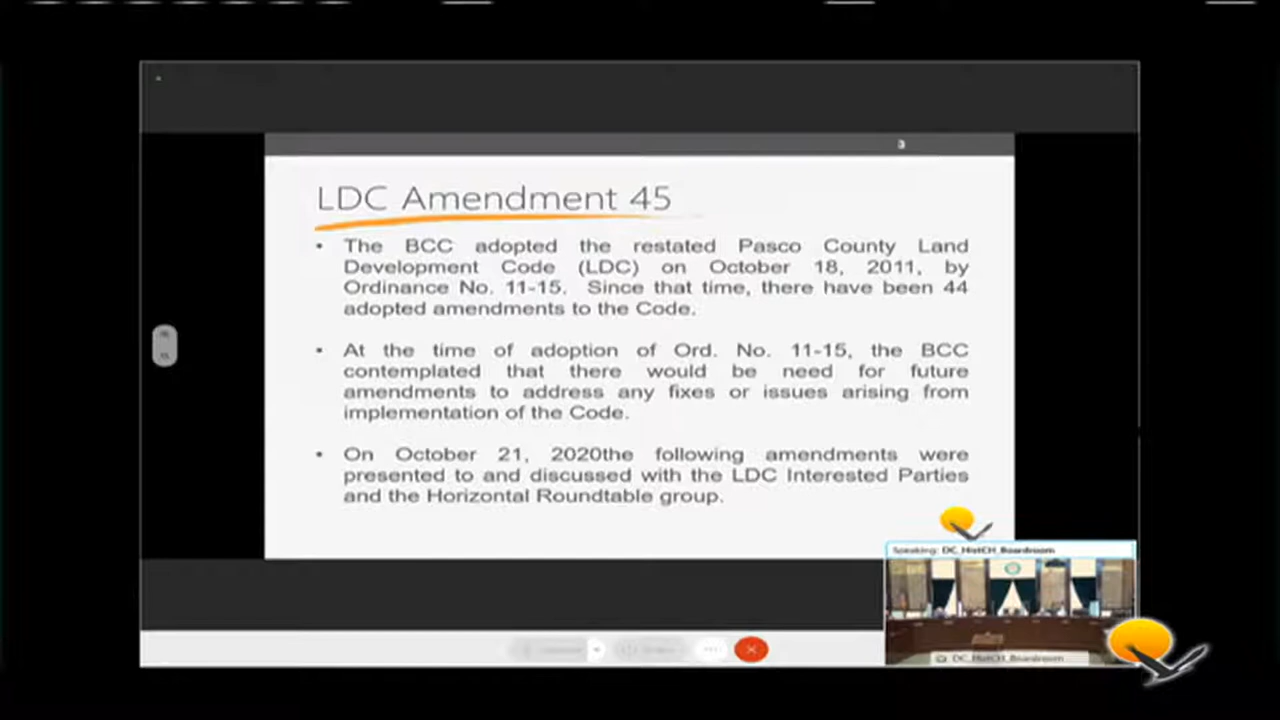 3
LDC Amendment 45
• The BCC adopted the restated Pasco County Land
Development Code (LDC) on October 18, 2011, by
Ordinance No. 11-15. Since that time, there have been 44
adopted amendments to the Code.
• At the time of adoption of Ord. No. 11-15, the BCC
contemplated that there would be need for future
amendments to address any fixes or issues arising from
implementation of the Code.
• On October 21, 2020the following amendments were
presented to and discussed with the LDC Interested Parties
and the Horizontal Roundtable group.
Speaking: DC_HistCH_Boardroom
DC_HistCH_Boardroom